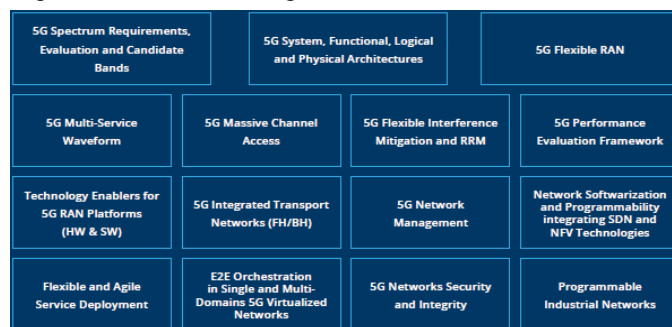 5G Spectrum Requirements,
Evaluation and Candidate
Bands
5G System, Functional, Logical
and Physical Architectures
5G Flexible RAN
5G Multi-Service
Waveform
5G Massive Channel
Access
5G Flexible Interference
Mitigation and RRM
5G Performance
Evaluation Framework
Technology Enablers for
5G RAN Platforms
(HW & SW)
5G Integrated Transport
Networks (FH/BH)
5G Network
Management
Network Softwarization
and Programmability
integrating SDN and
NFV Technologies
Flexible and Agile
Service Deployment
E2E Orchestration
in Single and Multi-
Domains 5G Virtualized
Networks
5G Networks Security
and Integrity
Programmable
Industrial Networks